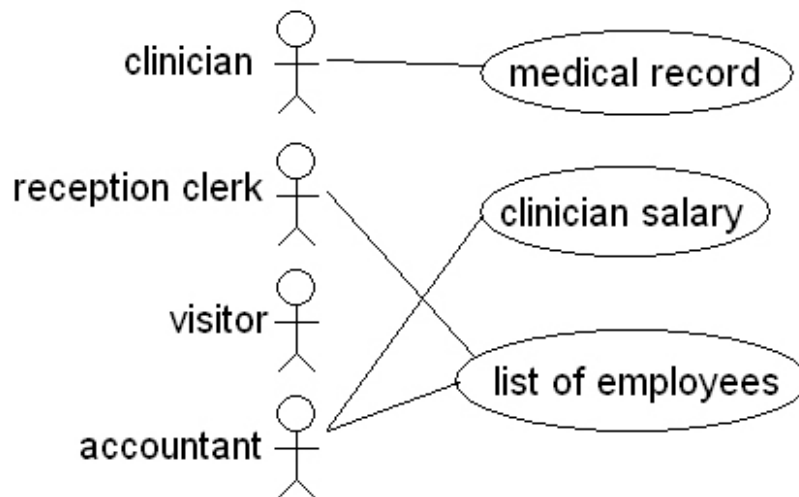 clinician
medical record
reception clerk
clinician salary
visitor
list of employees
accountant